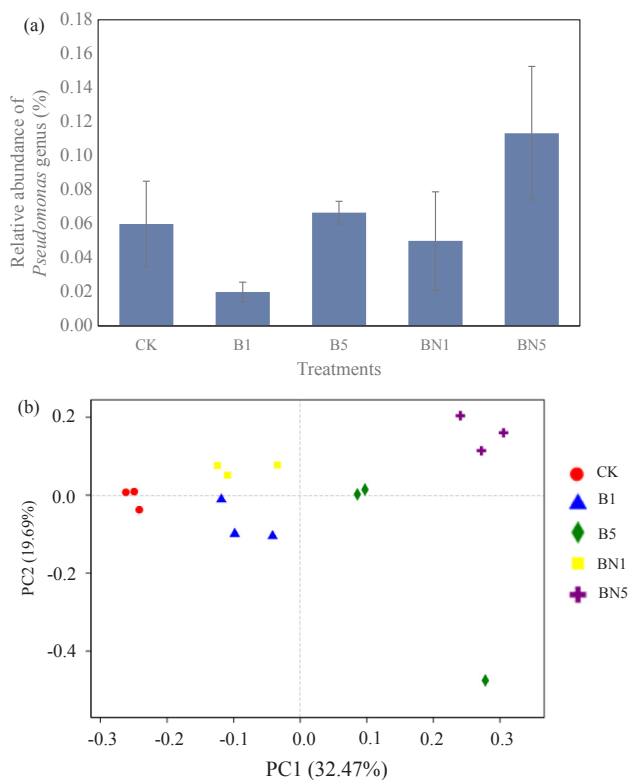 (a)
Relative abundance of
Pseudomonas genus (%)
0.18
0.16
0.14
0.12
0.10
0.08
0.06
0.04
0.02
0.00
CK B1 B5 BN1 BN5
Treatments
(b)
PC2 (19.69%)
0.2
0.0
-0.2
-0.4
-0.3 -0.2 -0.1 0.0 0.1 0.2 0.3
PC1 (32.47%)
CK
B1
B5
BN1
BN5